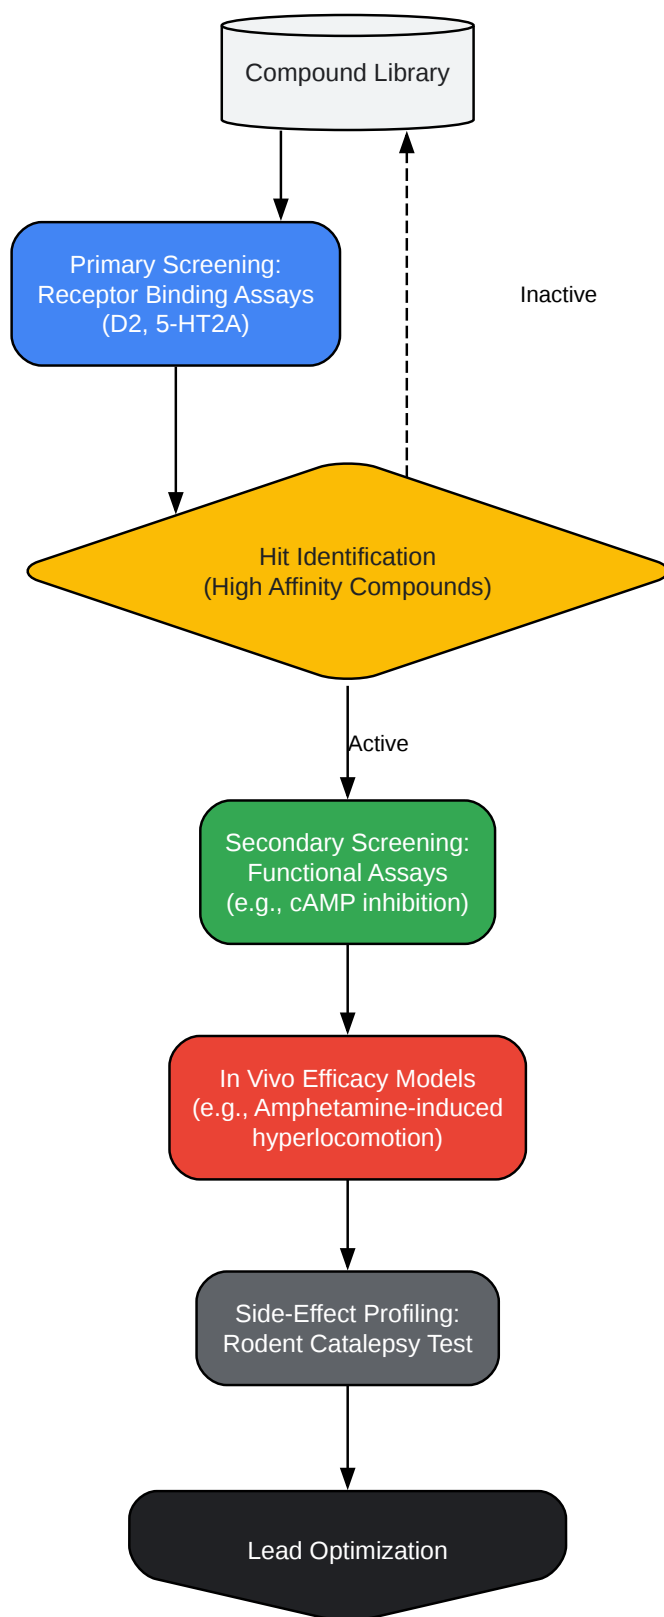 Compound Library
Primary Screening:
Receptor Binding Assays
(D2, 5-HT2A)
Inactive
Hit Identification
(High Affinity Compounds)
Active
Secondary Screening:
Functional Assays
(e.g., cAMP inhibition)
In Vivo Efficacy Models
(e.g., Amphetamine-induced
hyperlocomotion)
Side-Effect Profiling:
Rodent Catalepsy Test
Lead Optimization